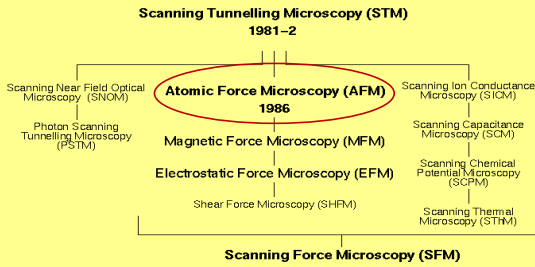 Scanning Tunnelling Microscopy (STM)
1981-2
Scanning Near Field Optical
Microscopy (SNOM)
Photon Scanning
Tunnelling Microscopy
(PSTM)
Atomic Force Microscopy (AFM)
1986
Magnetic Force Microscopy (MFM)
Electrostatic Force Microscopy (EFM)
Shear Force Microscopy (SHFM)
Scanning Ion Conductance
Microscopy (SICM)
Scanning Capacitance
Microscopy (SCM)
Scanning Chemical
Potential Microscopy
(SCPM)
Scanning Thermal
Microscopy (SThM)
Scanning Force Microscopy (SFM)